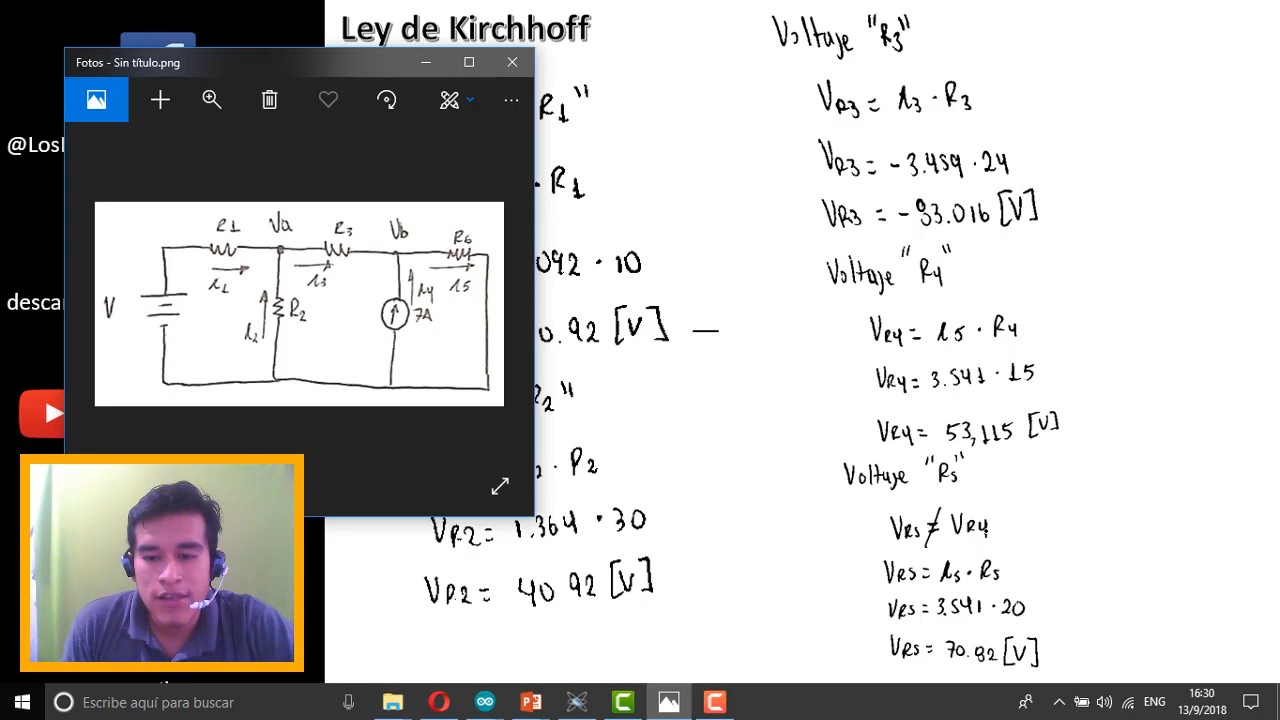 Ley de Kirchhoff
Fotos - Sin título.png
@Los
descar
R1 Va R3 Vb R6
i1 i3 i4 i5
V R2 7A
i2
R1"
· R1
092 · 10
0.92 [V] —
R2"
· R2
VR2 = 1.364 · 30
VR2 = 40 92 [V]
Voltaje "R3"
VR3 = i3 · R3
VR3 = -3.459 · 24
VR3 = -83.016 [V]
Voltaje "R4"
VR4 = i5 · R4
VR4 = 3.541 · 15
VR4 = 53,115 [V]
Voltaje "R5"
VR5 ≠ VR4
VR5 = i5 · R5
VR5 = 3.541 · 20
VR5 = 70.82 [V]
Escribe aquí para buscar
ENG
16:30
13/9/2018